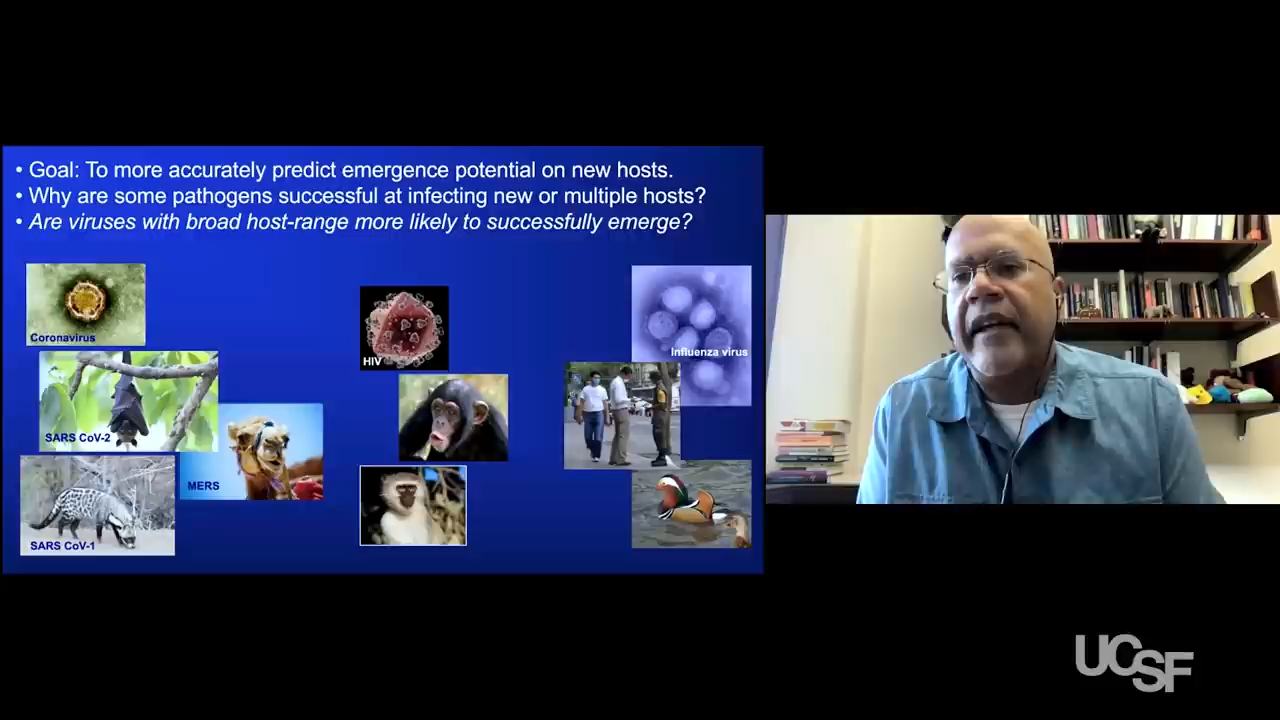 • Goal: To more accurately predict emergence potential on new hosts.
• Why are some pathogens successful at infecting new or multiple hosts?
• Are viruses with broad host-range more likely to successfully emerge?
Coronavirus
HIV
Influenza virus
SARS CoV-2
MERS
SARS CoV-1
UCSF